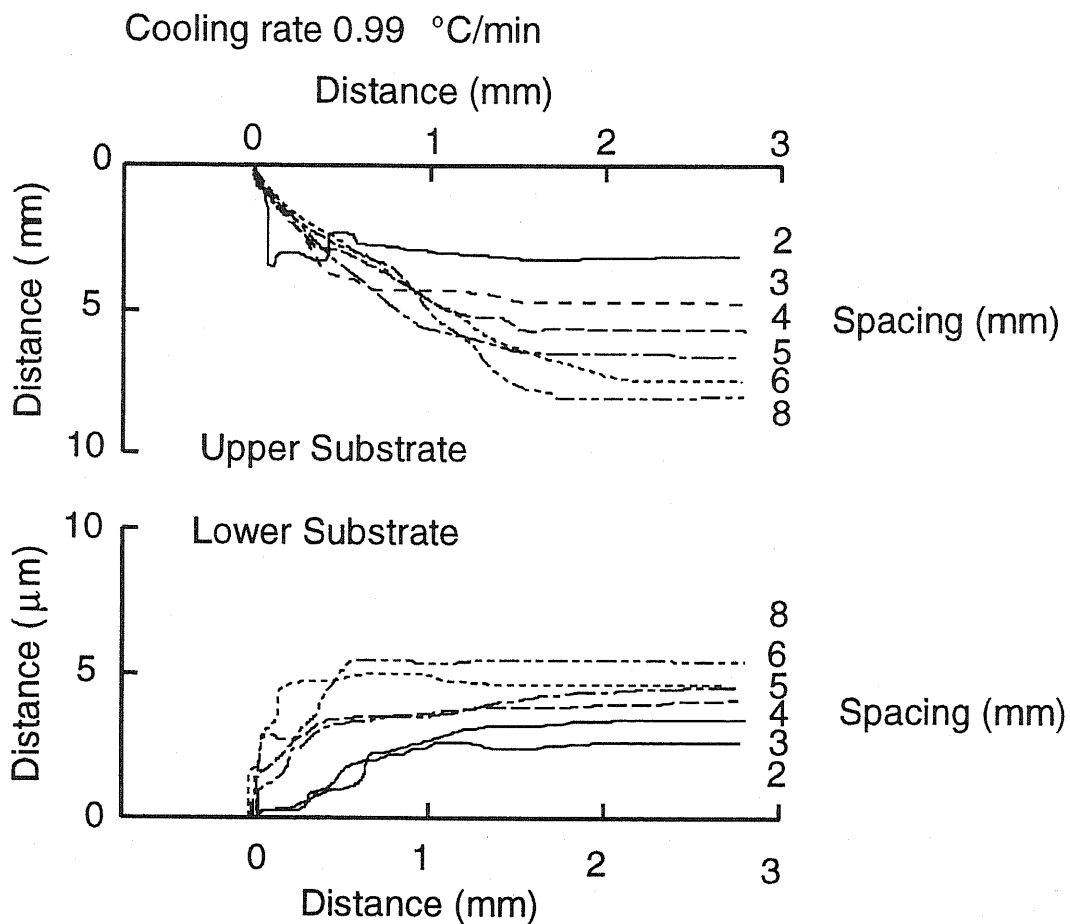 Cooling rate 0.99 °C/min
Distance (mm)
0 1 2 3
0
5
10
Distance (mm)
2
3
4
5
6
8
Spacing (mm)
Upper Substrate
Lower Substrate
10
5
0
Distance (μm)
8
6
5
4
3
2
Spacing (mm)
0 1 2 3
Distance (mm)